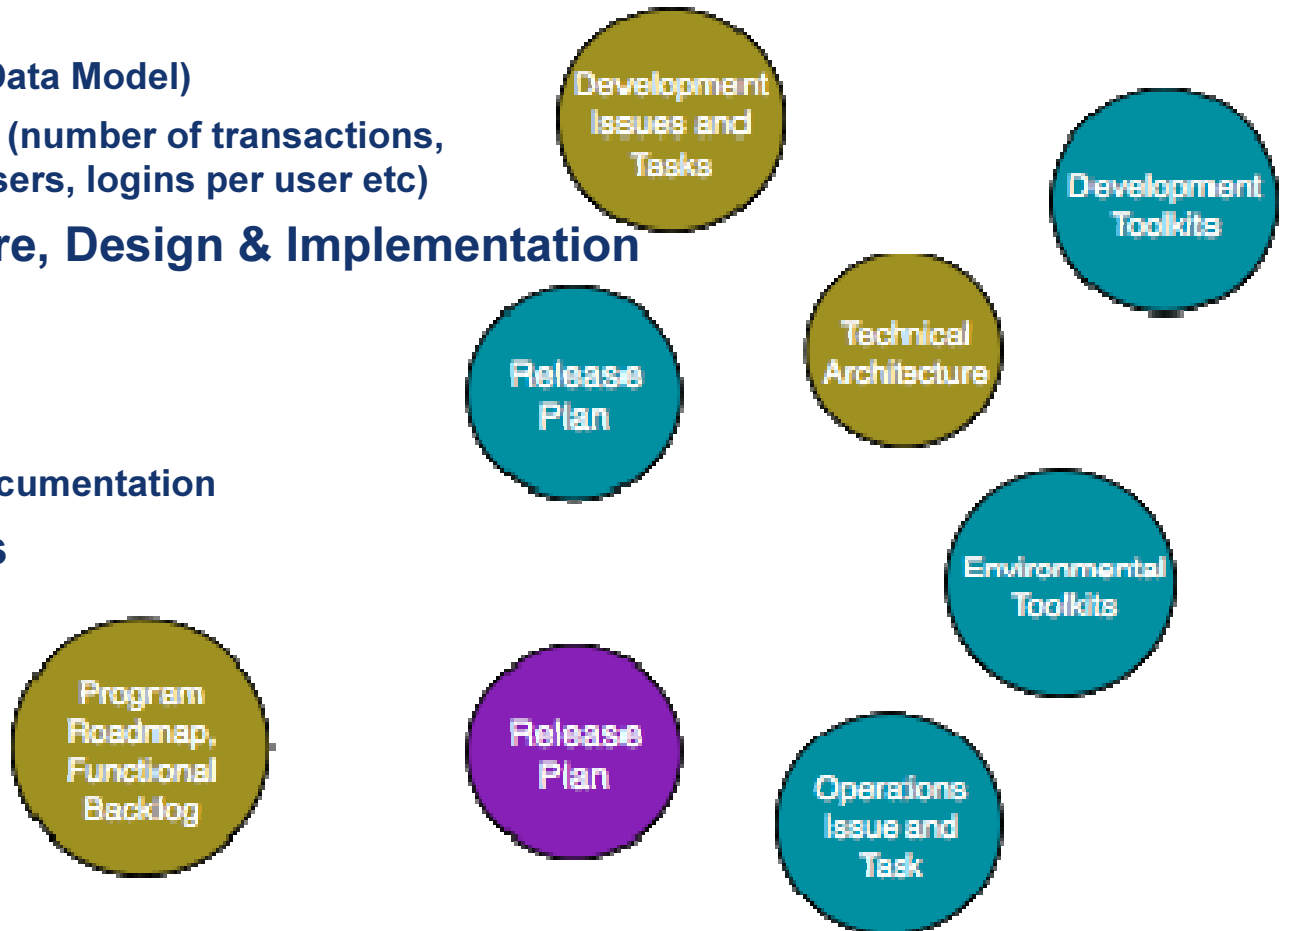 Data Model)
(number of transactions,
sers, logins per user etc)
re, Design & Implementation
cumentation
s
Development
Issues and
Tasks
Development
Toolkits
Technical
Architecture
Release
Plan
Environmental
Toolkits
Program
Roadmap,
Functional
Backlog
Release
Plan
Operations
Issue and
Task